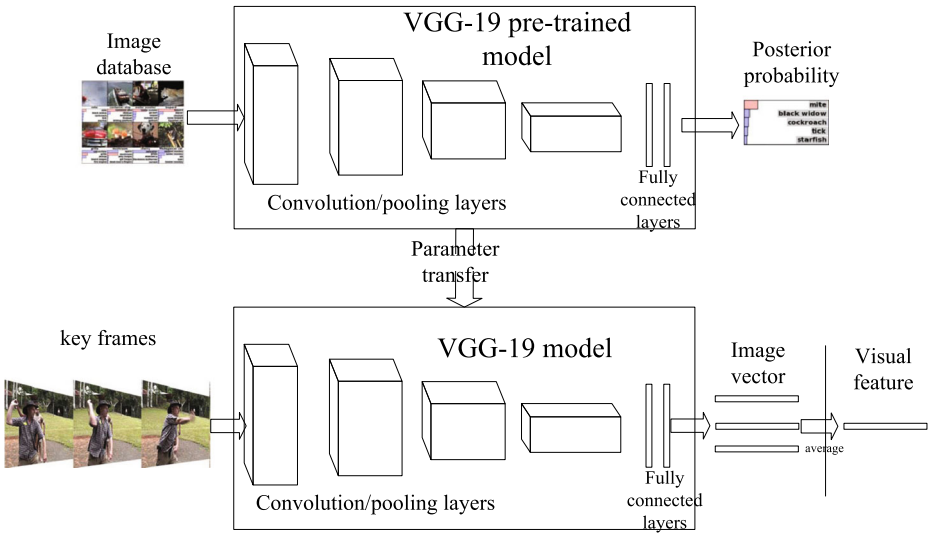 VGG-19 pre-trained
model
Image
database
Posterior
probability
mite
black widow
cockroach
tick
starfish
Convolution/pooling layers
Fully
connected
layers
Parameter
transfer
key frames
VGG-19 model
Image
vector
Visual
feature
average
Convolution/pooling layers
Fully
connected
layers